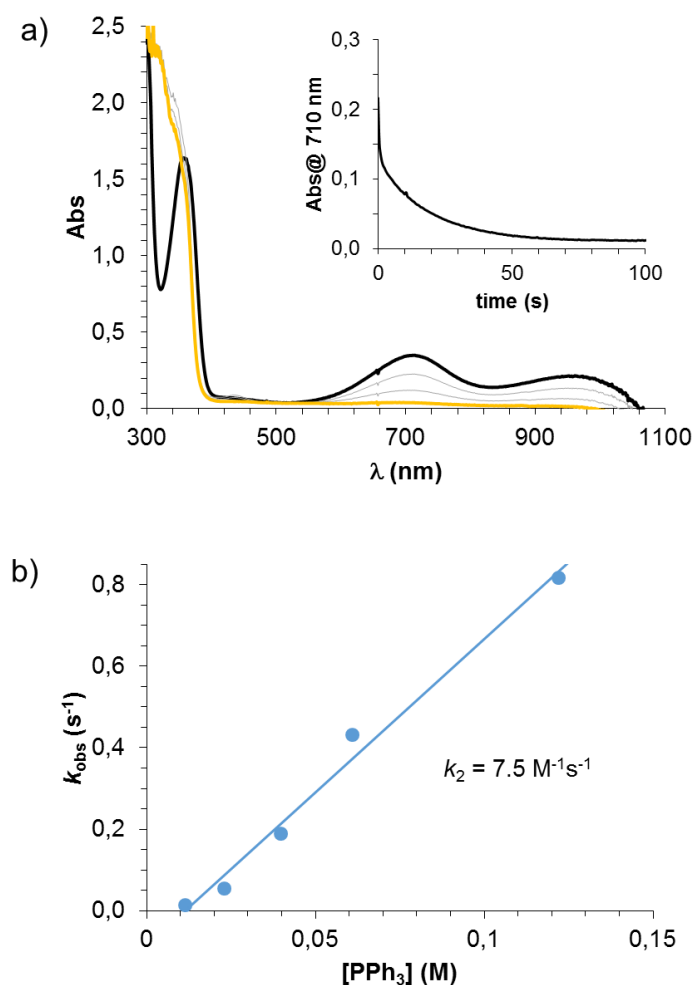 a)
Abs
2,5
2,0
1,5
1,0
0,5
0,0
300 500 700 900 1100
λ (nm)
Abs@ 710 nm
0,3
0,2
0,1
0,0
0 50 100
time (s)
b)
kobs (s-1)
0,8
0,6
0,4
0,2
0,0
k2 = 7.5 M-1s-1
0 0,05 0,1 0,15
[PPh3] (M)